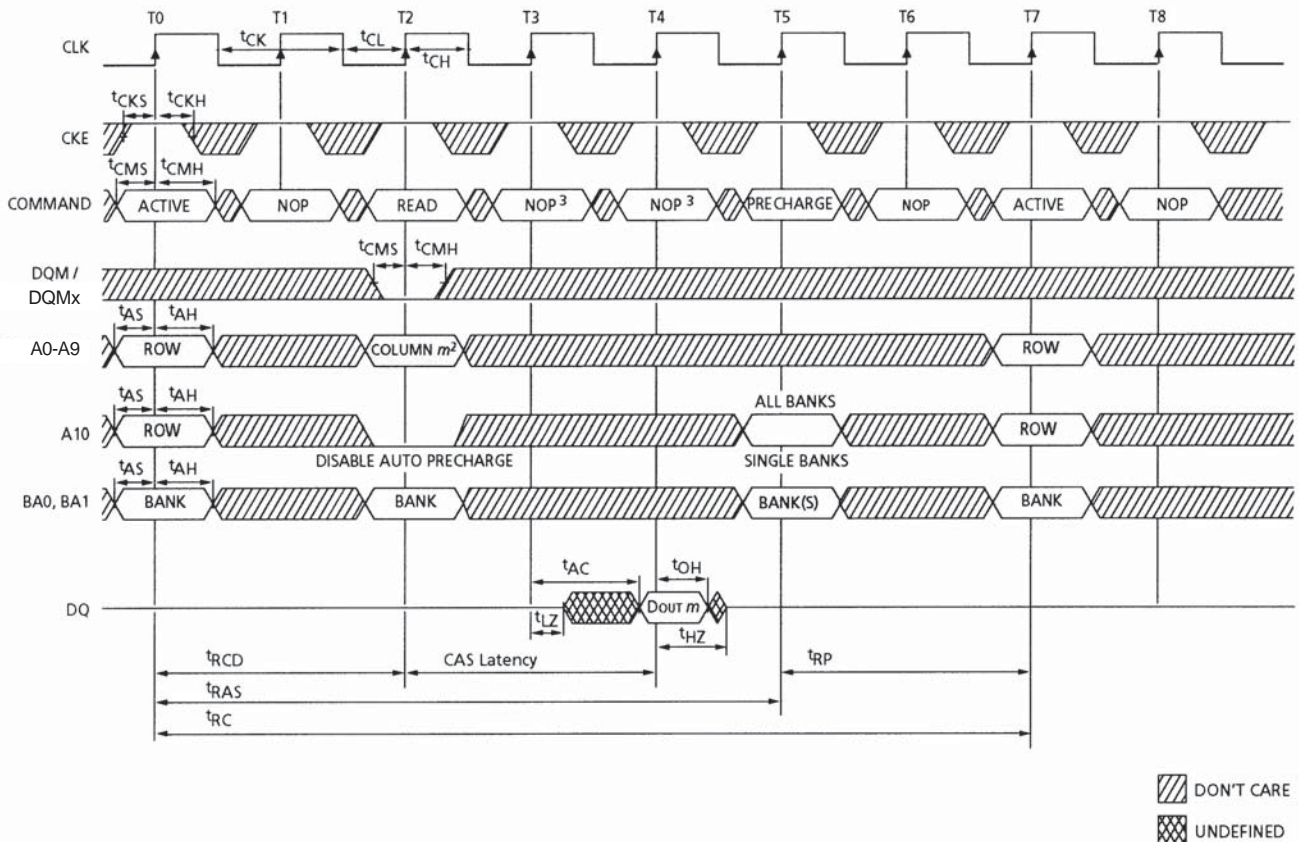 T0 T1 T2 T3 T4 T5 T6 T7 T8
CLK
tCK tCL
tCH
tCKS tCKH
CKE
tCMS tCMH
COMMAND ACTIVE NOP READ NOP 3 NOP 3 PRECHARGE NOP ACTIVE NOP
tCMS tCMH
DQM /
DQMx
tAS tAH
A0-A9 ROW COLUMN m2 ROW
tAS tAH ALL BANKS
A10 ROW ROW
DISABLE AUTO PRECHARGE SINGLE BANKS
tAS tAH
BA0, BA1 BANK BANK BANK(S) BANK
tAC tOH
DQ DOUT m
tLZ tHZ
tRCD CAS Latency tRP
tRAS
tRC
DON'T CARE
UNDEFINED